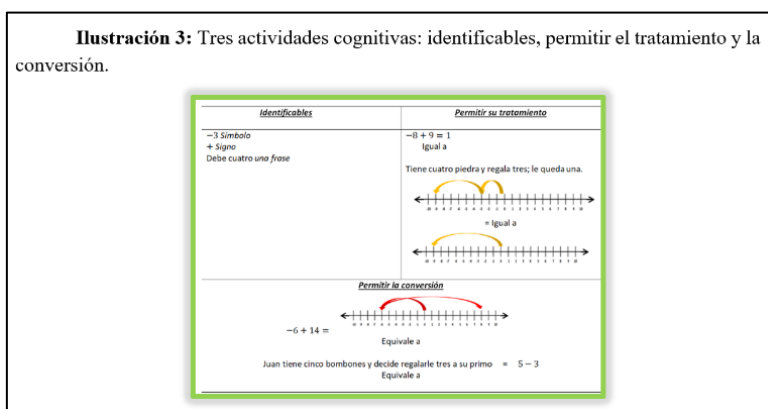 Ilustración 3: Tres actividades cognitivas: identificables, permitir el tratamiento y la
conversión.
Identificables
Permitir su tratamiento
−3 Símbolo
+ Signo
Debe cuatro una frase
−8 + 9 = 1
Igual a
Tiene cuatro piedra y regala tres; le queda una.
= Igual a
Permitir la conversión
−6 + 14 =
Equivale a
Juan tiene cinco bombones y decide regalarle tres a su primo = 5 − 3
Equivale a